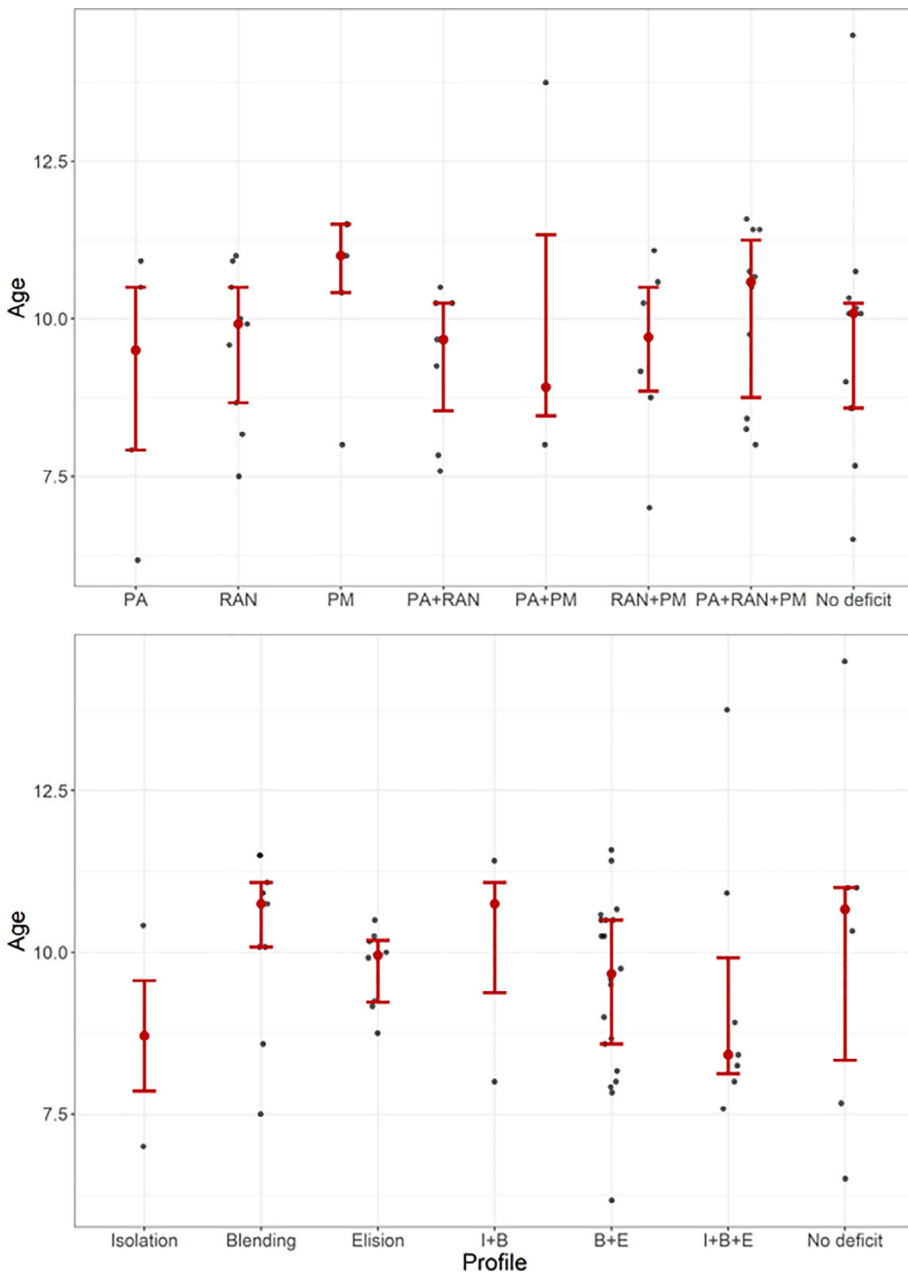 Age
12.5
10.0
7.5
PA RAN PM PA+RAN PA+PM RAN+PM PA+RAN+PM No deficit
Age
12.5
10.0
7.5
Isolation Blending Elision I+B B+E I+B+E No deficit
Profile